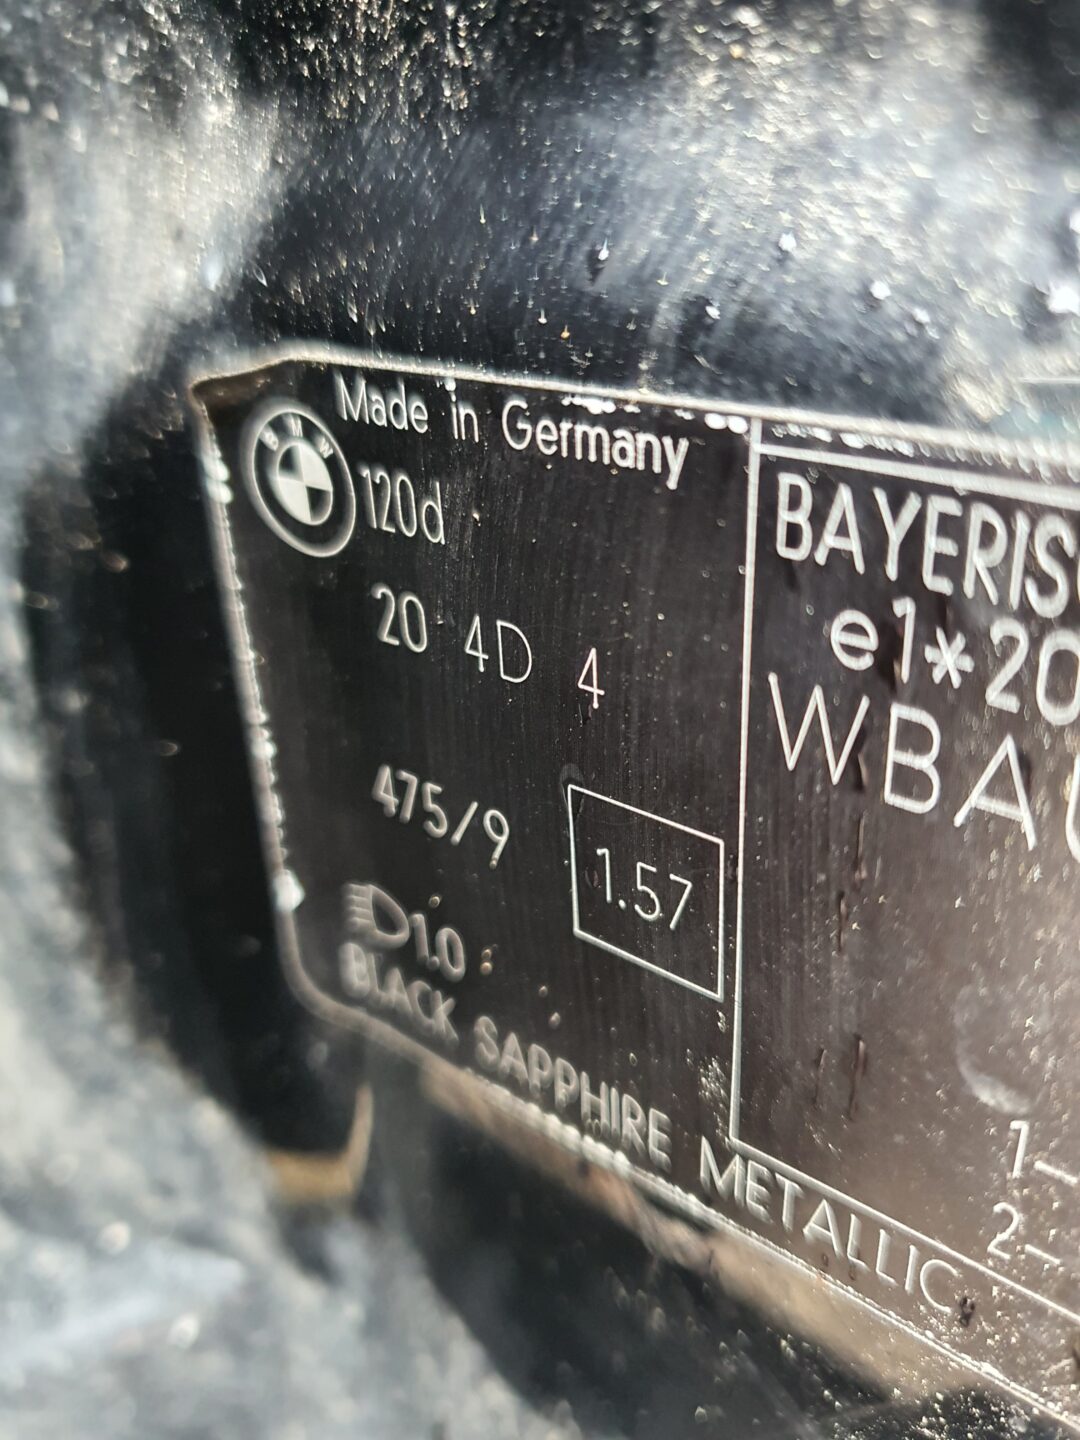 Made in Germany
BMW
120d
20 4D 4
475/9
1.57
1.0
BLACK SAPPHIRE METALLIC
BAYERIS
e1*20
WBA
1-
2-